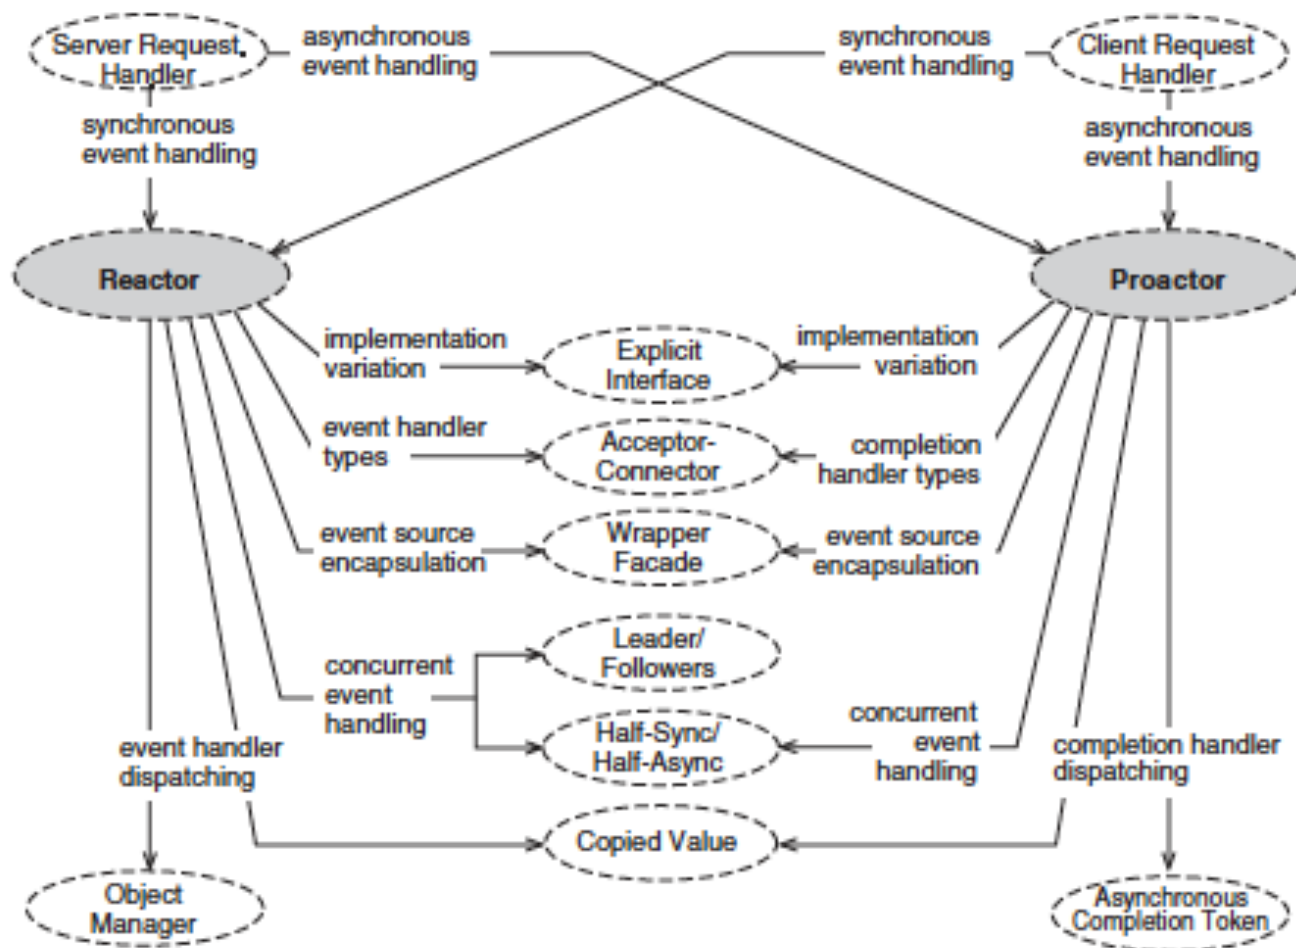 Server Request
Handler
asynchronous
event handling
synchronous
event handling
Client Request
Handler
synchronous
event handling
asynchronous
event handling
Reactor
Proactor
implementation
variation
Explicit
Interface
implementation
variation
event handler
types
Acceptor-
Connector
completion
handler types
event source
encapsulation
Wrapper
Facade
event source
encapsulation
Leader/
Followers
concurrent
event
handling
Half-Sync/
Half-Async
concurrent
event
handling
event handler
dispatching
completion handler
dispatching
Copied Value
Object
Manager
Asynchronous
Completion Token